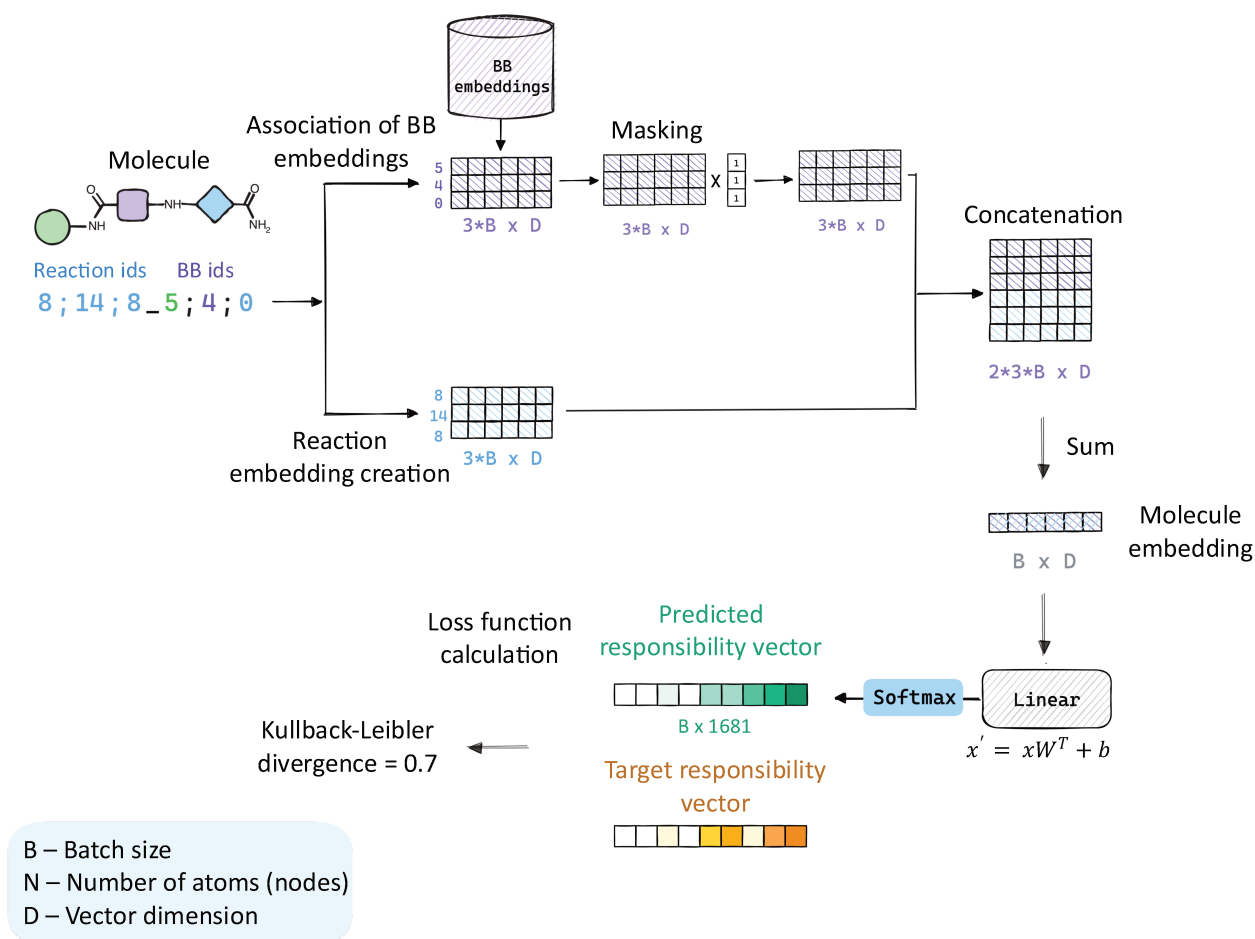 BB
embeddings
Association of BB
embeddings
Masking
Molecule
O
NH
NH
O
NH2
5
4
0
X
1
1
1
3*B x D
3*B x D
3*B x D
Concatenation
Reaction ids
BB ids
8;14;8_5;4;0
2*3*B x D
8
14
8
Reaction
embedding creation
3*B x D
Sum
Molecule
embedding
B x D
Loss function
calculation
Predicted
responsibility vector
Softmax
Linear
B x 1681
x' = xW^T + b
Kullback-Leibler
divergence = 0.7
Target responsibility
vector
B – Batch size
N – Number of atoms (nodes)
D – Vector dimension